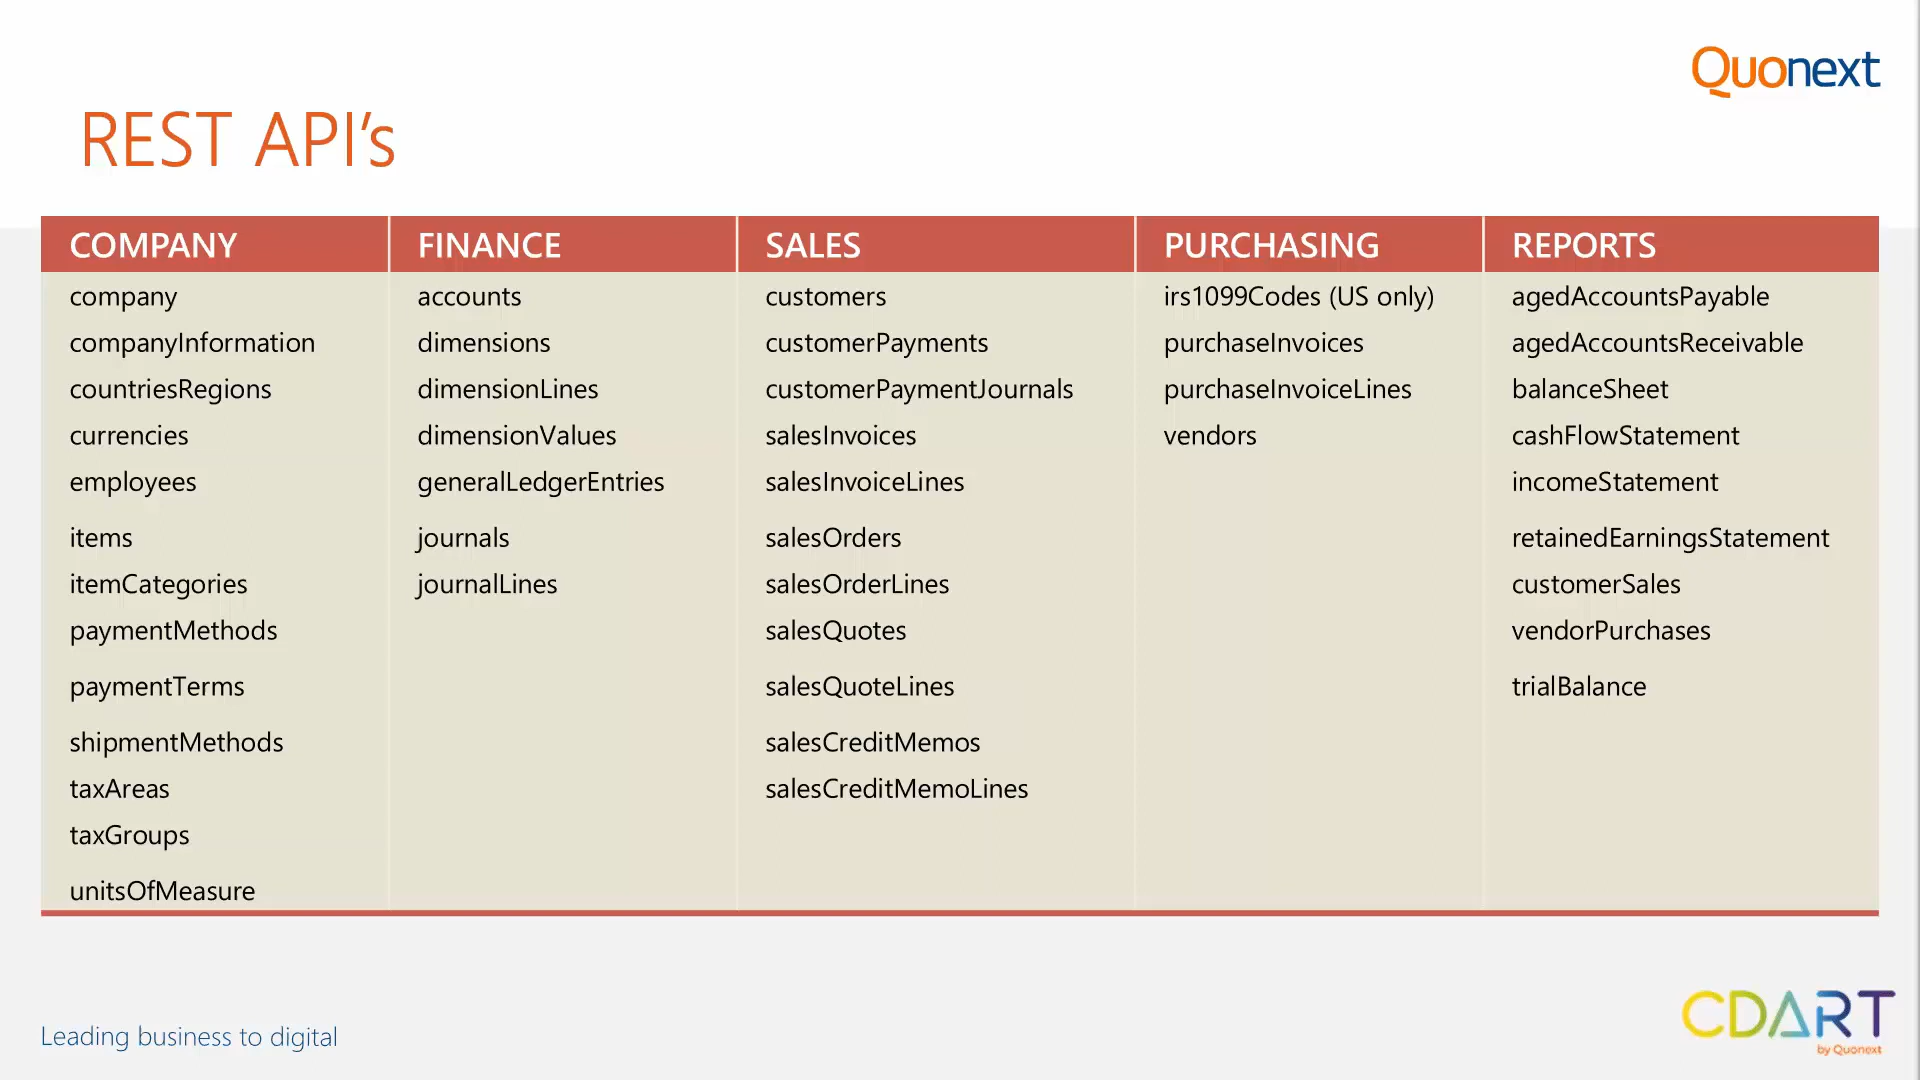 Quonext
REST API’s
COMPANY FINANCE SALES PURCHASING REPORTS
company accounts customers irs1099Codes (US only) agedAccountsPayable
companyInformation dimensions customerPayments purchaseInvoices agedAccountsReceivable
countriesRegions dimensionLines customerPaymentJournals purchaseInvoiceLines balanceSheet
currencies dimensionValues salesInvoices vendors cashFlowStatement
employees generalLedgerEntries salesInvoiceLines incomeStatement
items journals salesOrders retainedEarningsStatement
itemCategories journalLines salesOrderLines customerSales
paymentMethods salesQuotes vendorPurchases
paymentTerms salesQuoteLines trialBalance
shipmentMethods salesCreditMemos
taxAreas salesCreditMemoLines
taxGroups
unitsOfMeasure
Leading business to digital
CDART
by Quonext